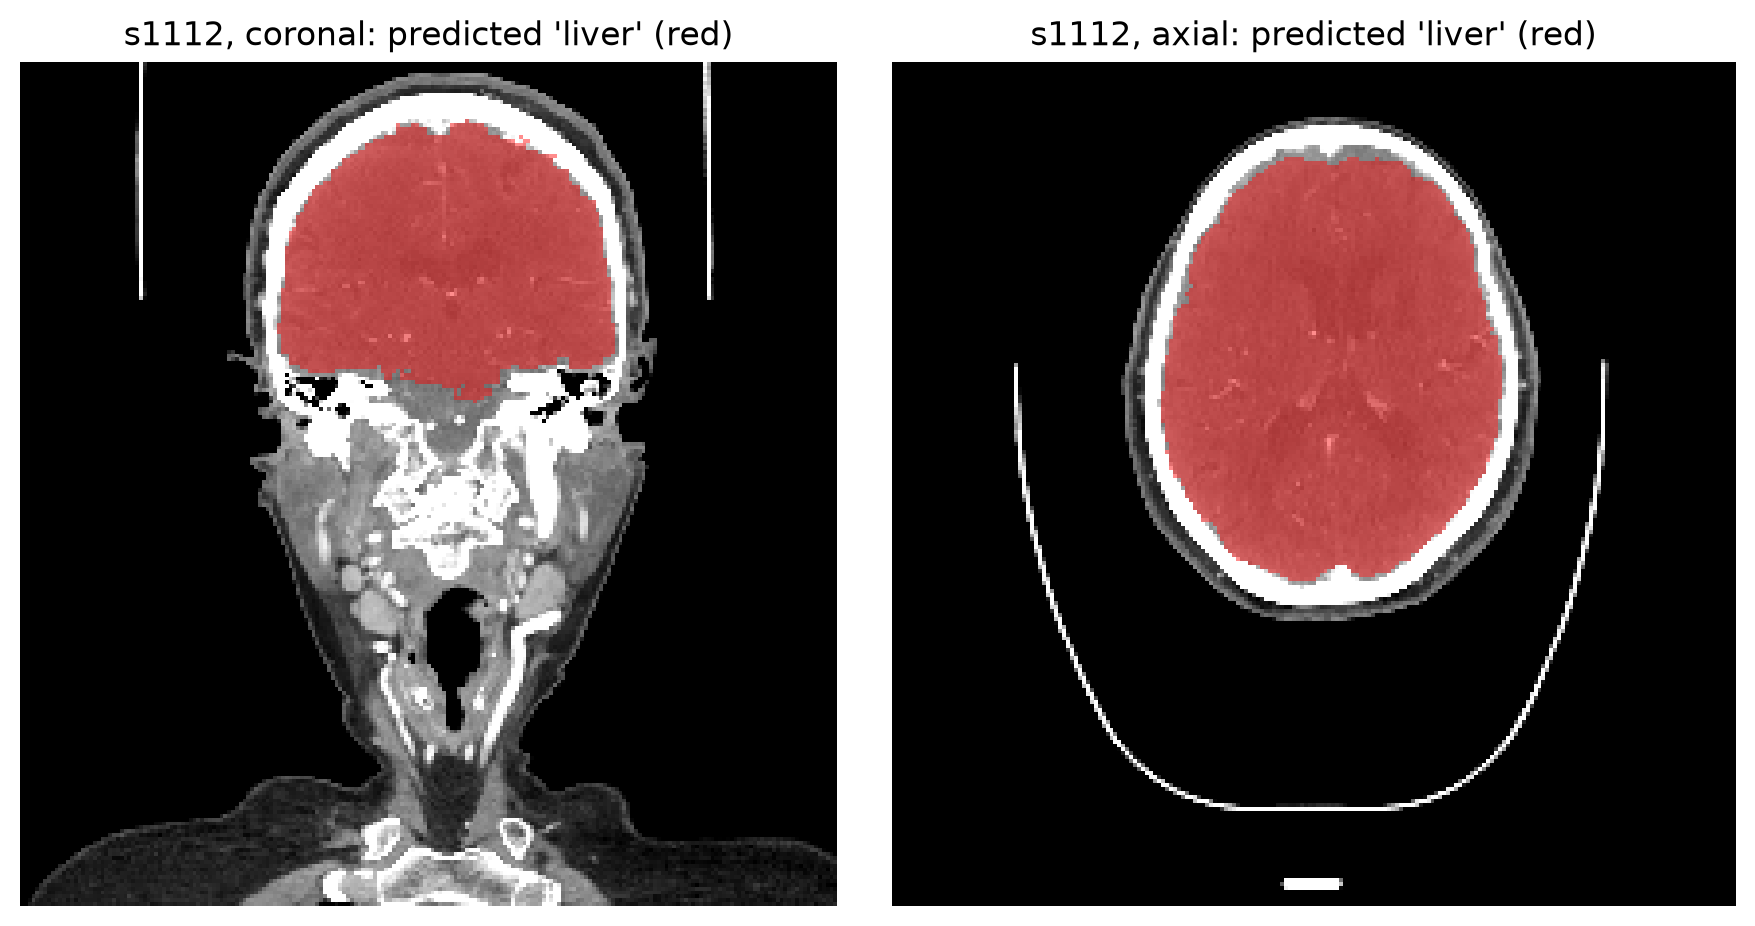 s1112, coronal: predicted 'liver' (red)
s1112, axial: predicted 'liver' (red)